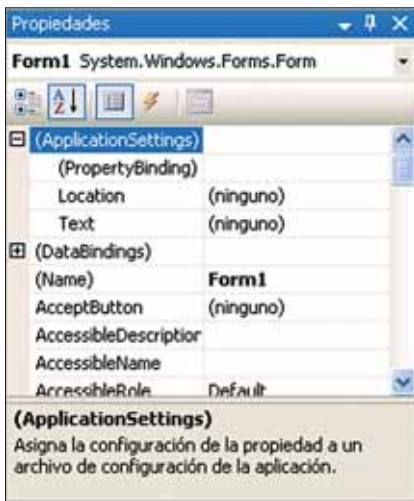 Propiedades
Form1 System.Windows.Forms.Form
(ApplicationSettings)
(PropertyBinding)
Location (ninguno)
Text (ninguno)
(DataBindings)
(Name) Form1
AcceptButton (ninguno)
AccessibleDescription
AccessibleName
AccessibleRole Default
(ApplicationSettings)
Asigna la configuración de la propiedad a un
archivo de configuración de la aplicación.